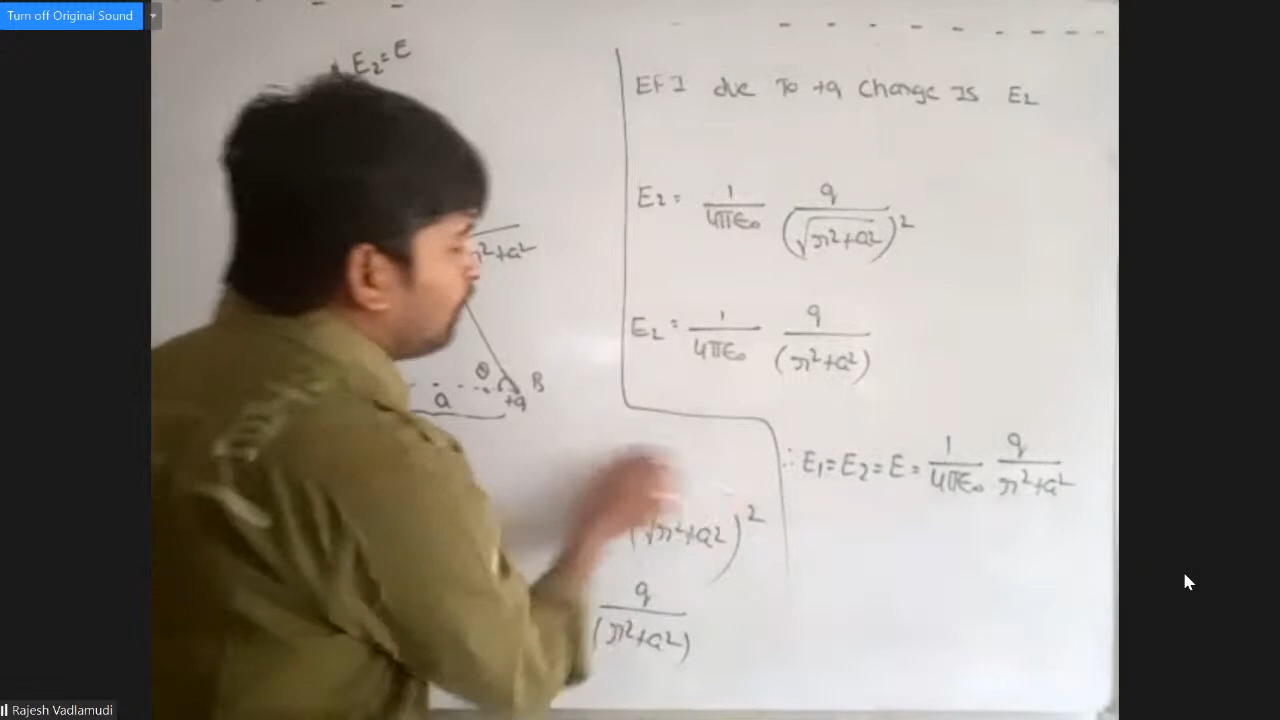 Turn off Original Sound
E₂=E
EFI due To +q Change is E₂
E₂ = 1/4πϵ₀ q/(√r²+a²)²
r²+a²
E₂ = 1/4πϵ₀ q/(r²+a²)
θ B
a +q
∴ E₁=E₂=E= 1/4πϵ₀ q/r²+a²
(√r²+a²)²
q/(r²+a²)
Rajesh Vadlamudi